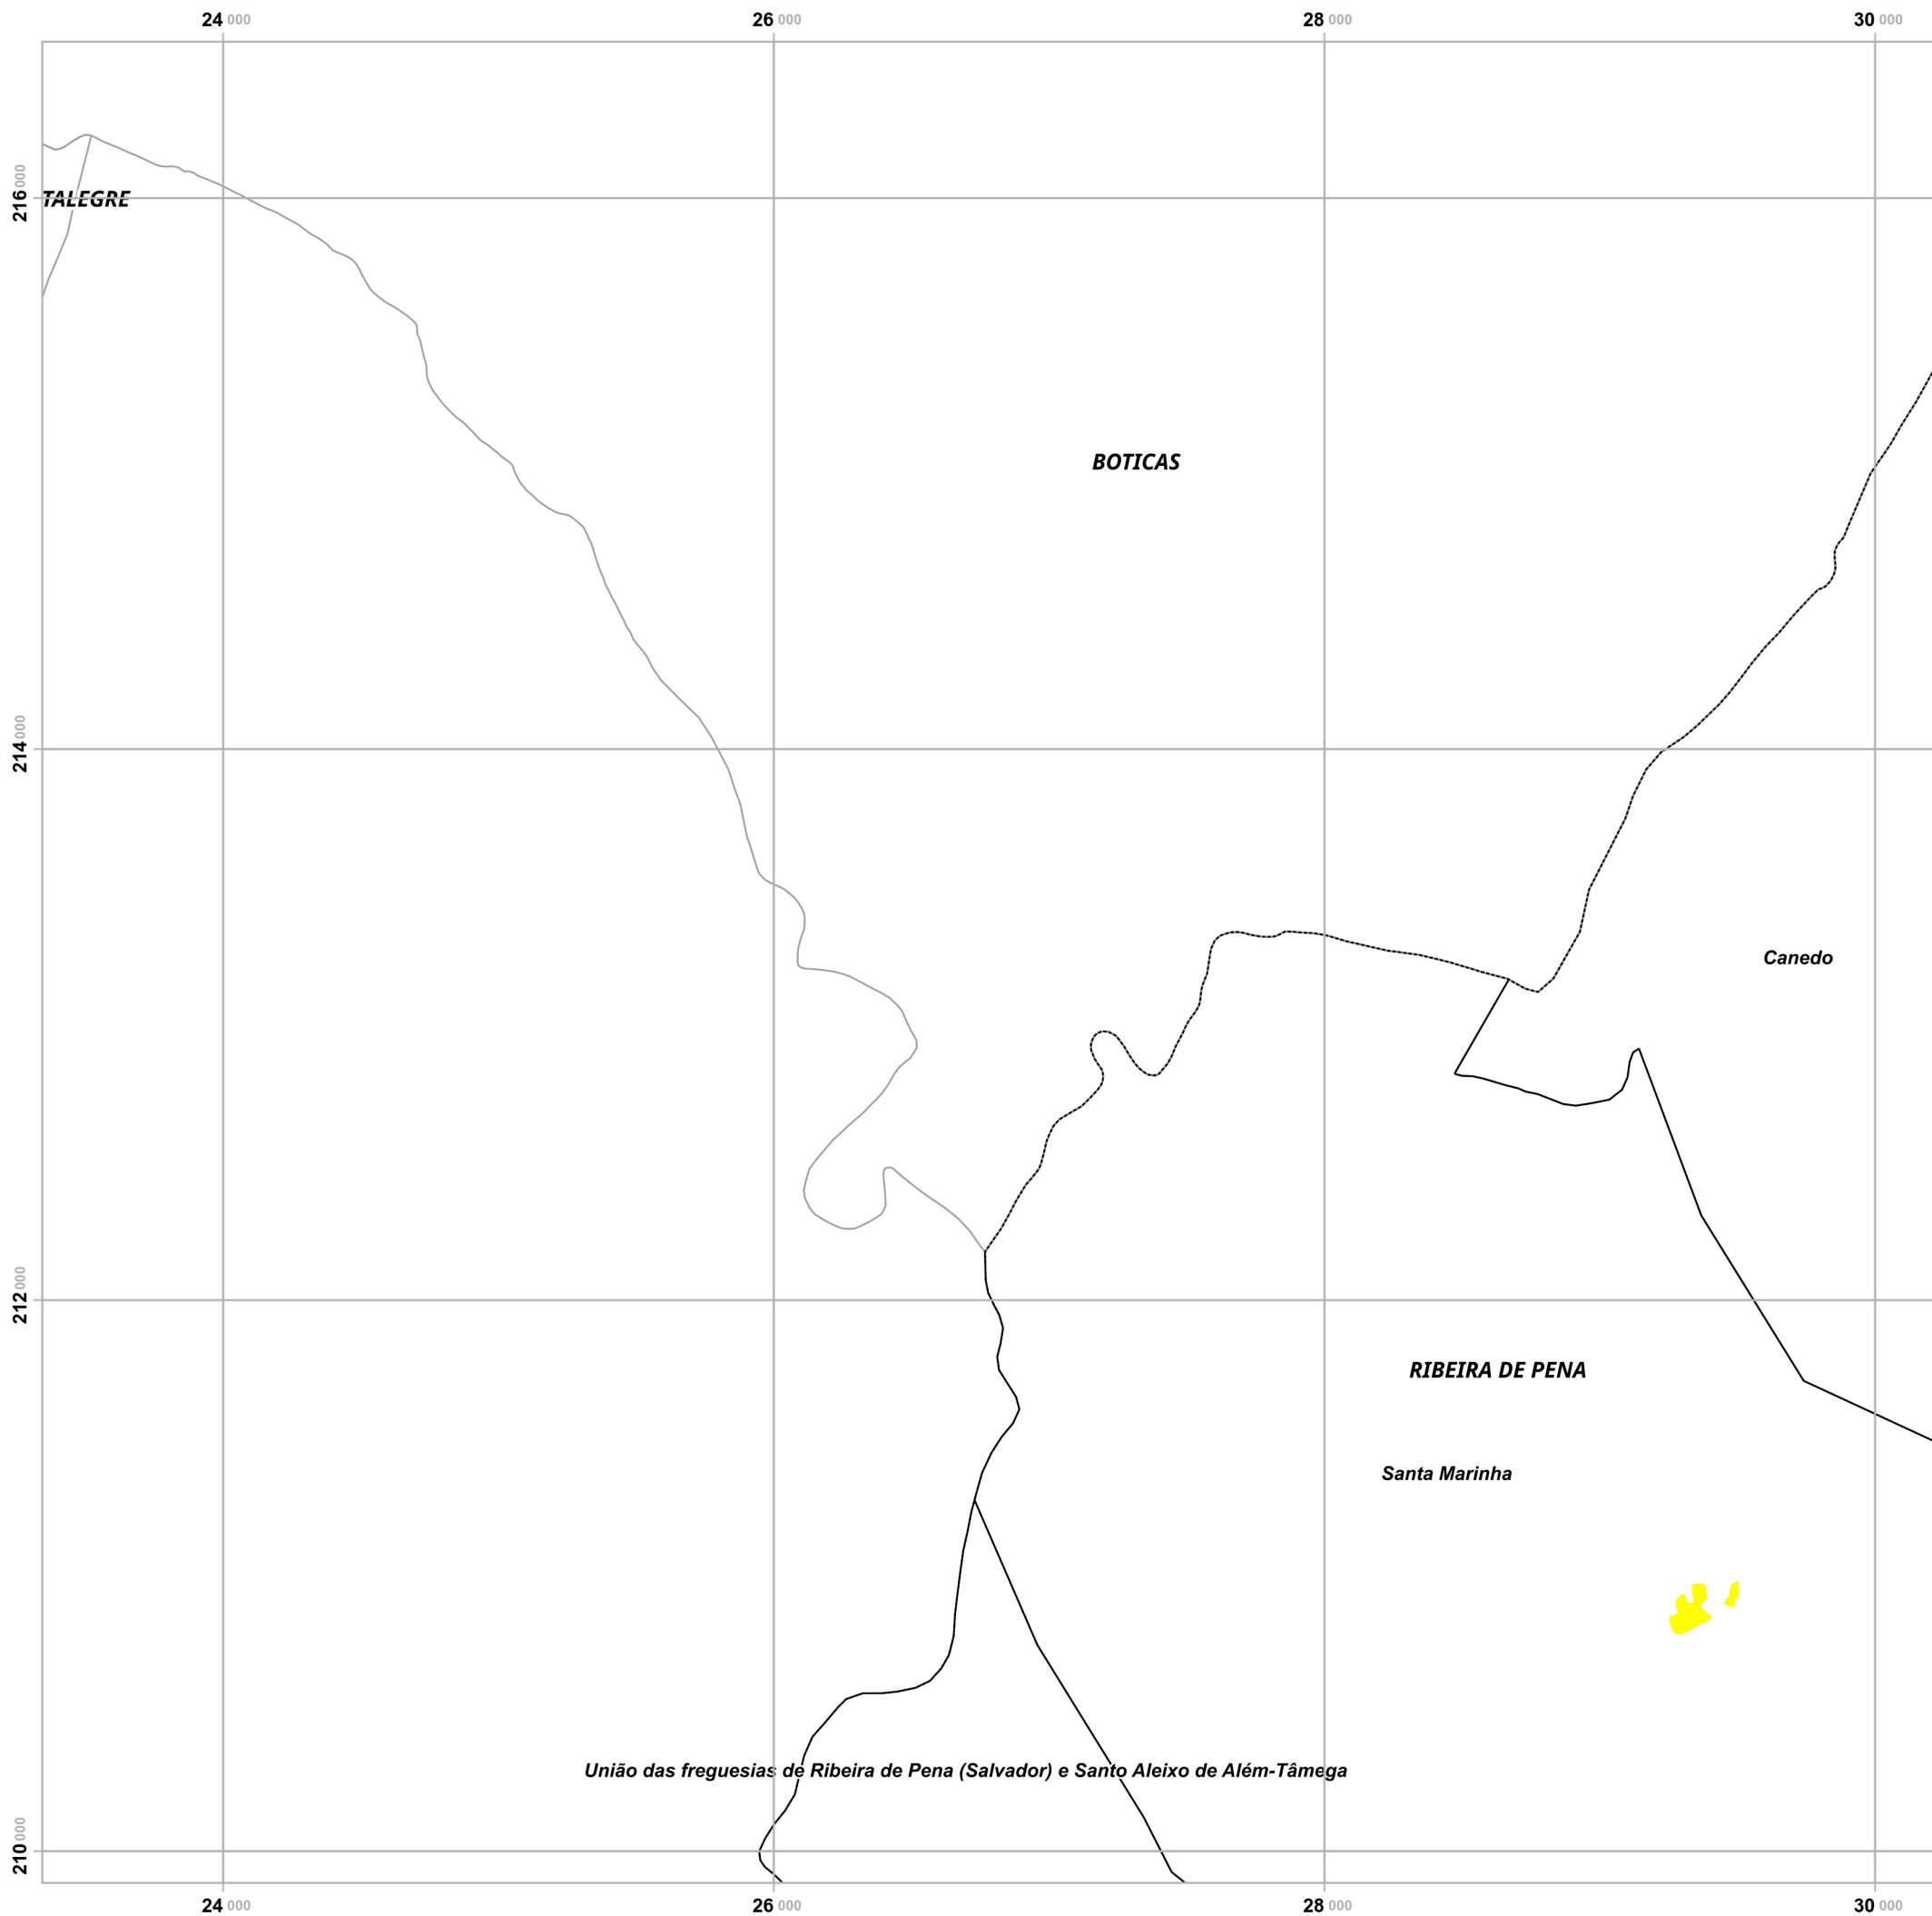 24 000 26 000 28 000 30 000
216 000
TALEGRE
BOTICAS
214 000
Canedo
212 000
RIBEIRA DE PENA
Santa Marinha
União das freguesias de Ribeira de Pena (Salvador) e Santo Aleixo de Além-Tâmega
210 000
24 000 26 000 28 000 30 000